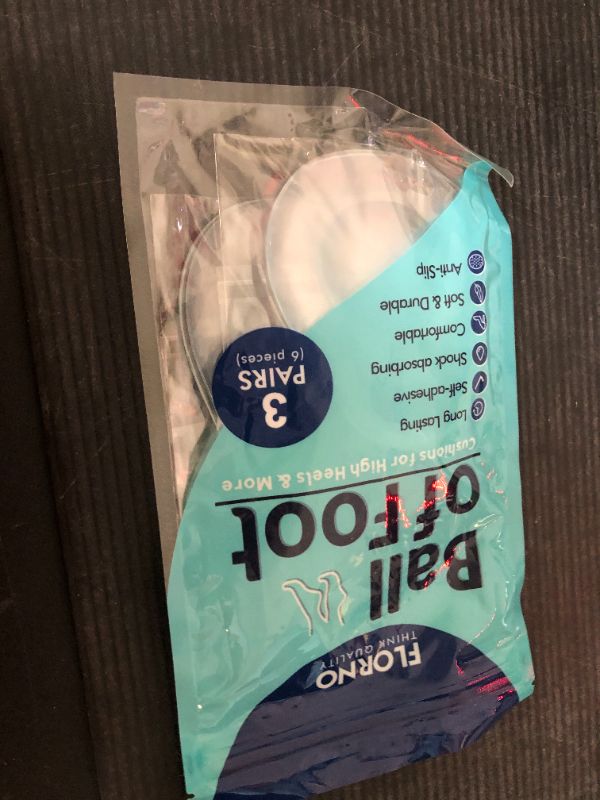 FLORNO
THINK QUALITY
Ball
of Foot
Cushions for High Heels & More
Long Lasting
Self-adhesive
Shock absorbing
Comfortable
Soft & Durable
Anti-Slip
3
PAIRS
(6 pieces)